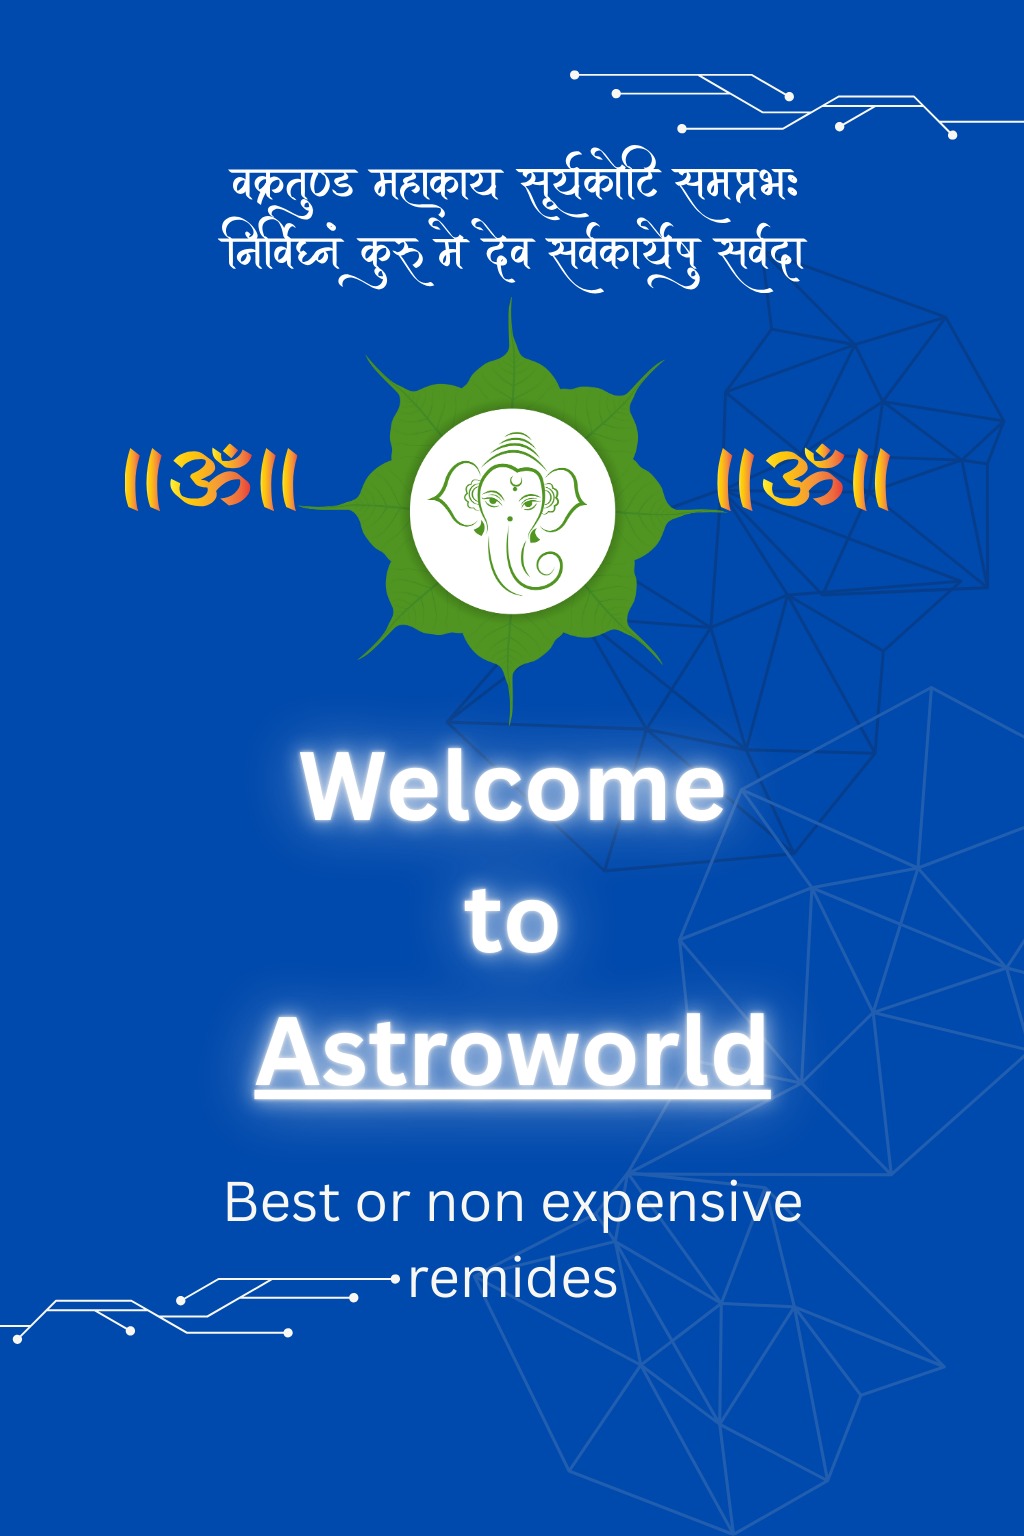 वक्रतुण्ड महाकाय सूर्यकोटि समप्रभः
निर्विघ्नं कुरु मे देव सर्वकार्येषु सर्वदा
॥ॐ॥ ॥ॐ॥
Welcome
to
Astroworld
Best or non expensive
remides